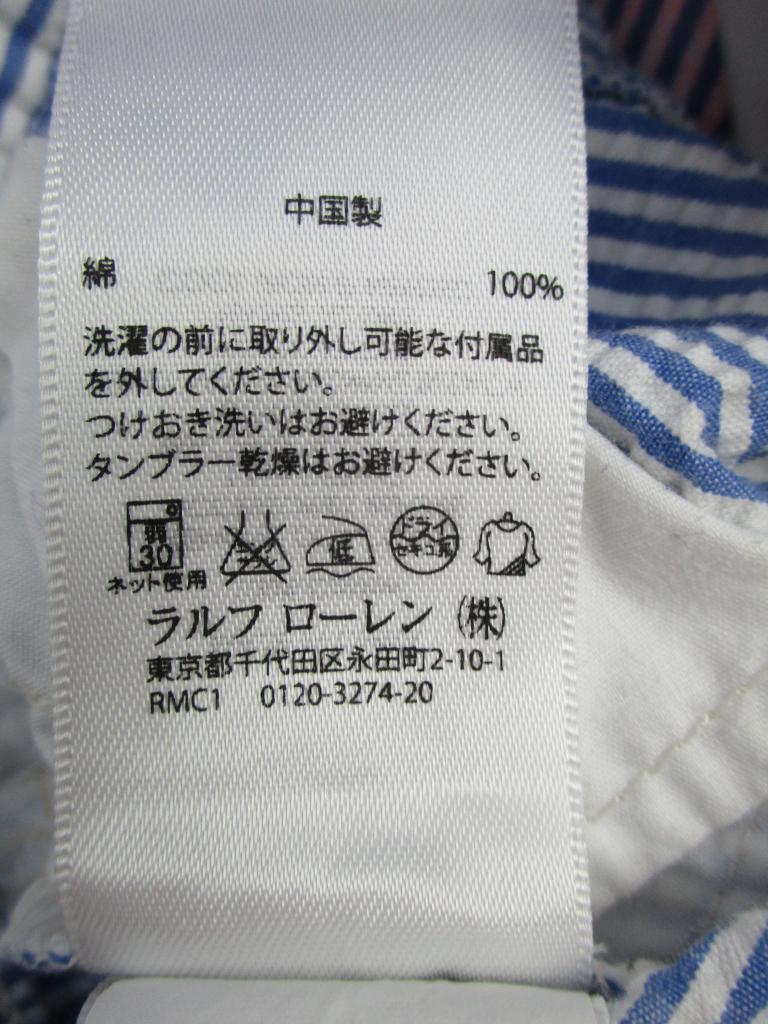 中国製
綿 100%
洗濯の前に取り外し可能な付属品
を外してください。
つけおき洗いはお避けください。
タンブラー乾燥はお避けください。
弱
30
ネット使用
低
ドライ
セキユ系
ラルフ ローレン ㈱
東京都千代田区永田町2-10-1
RMC1 0120-3274-20